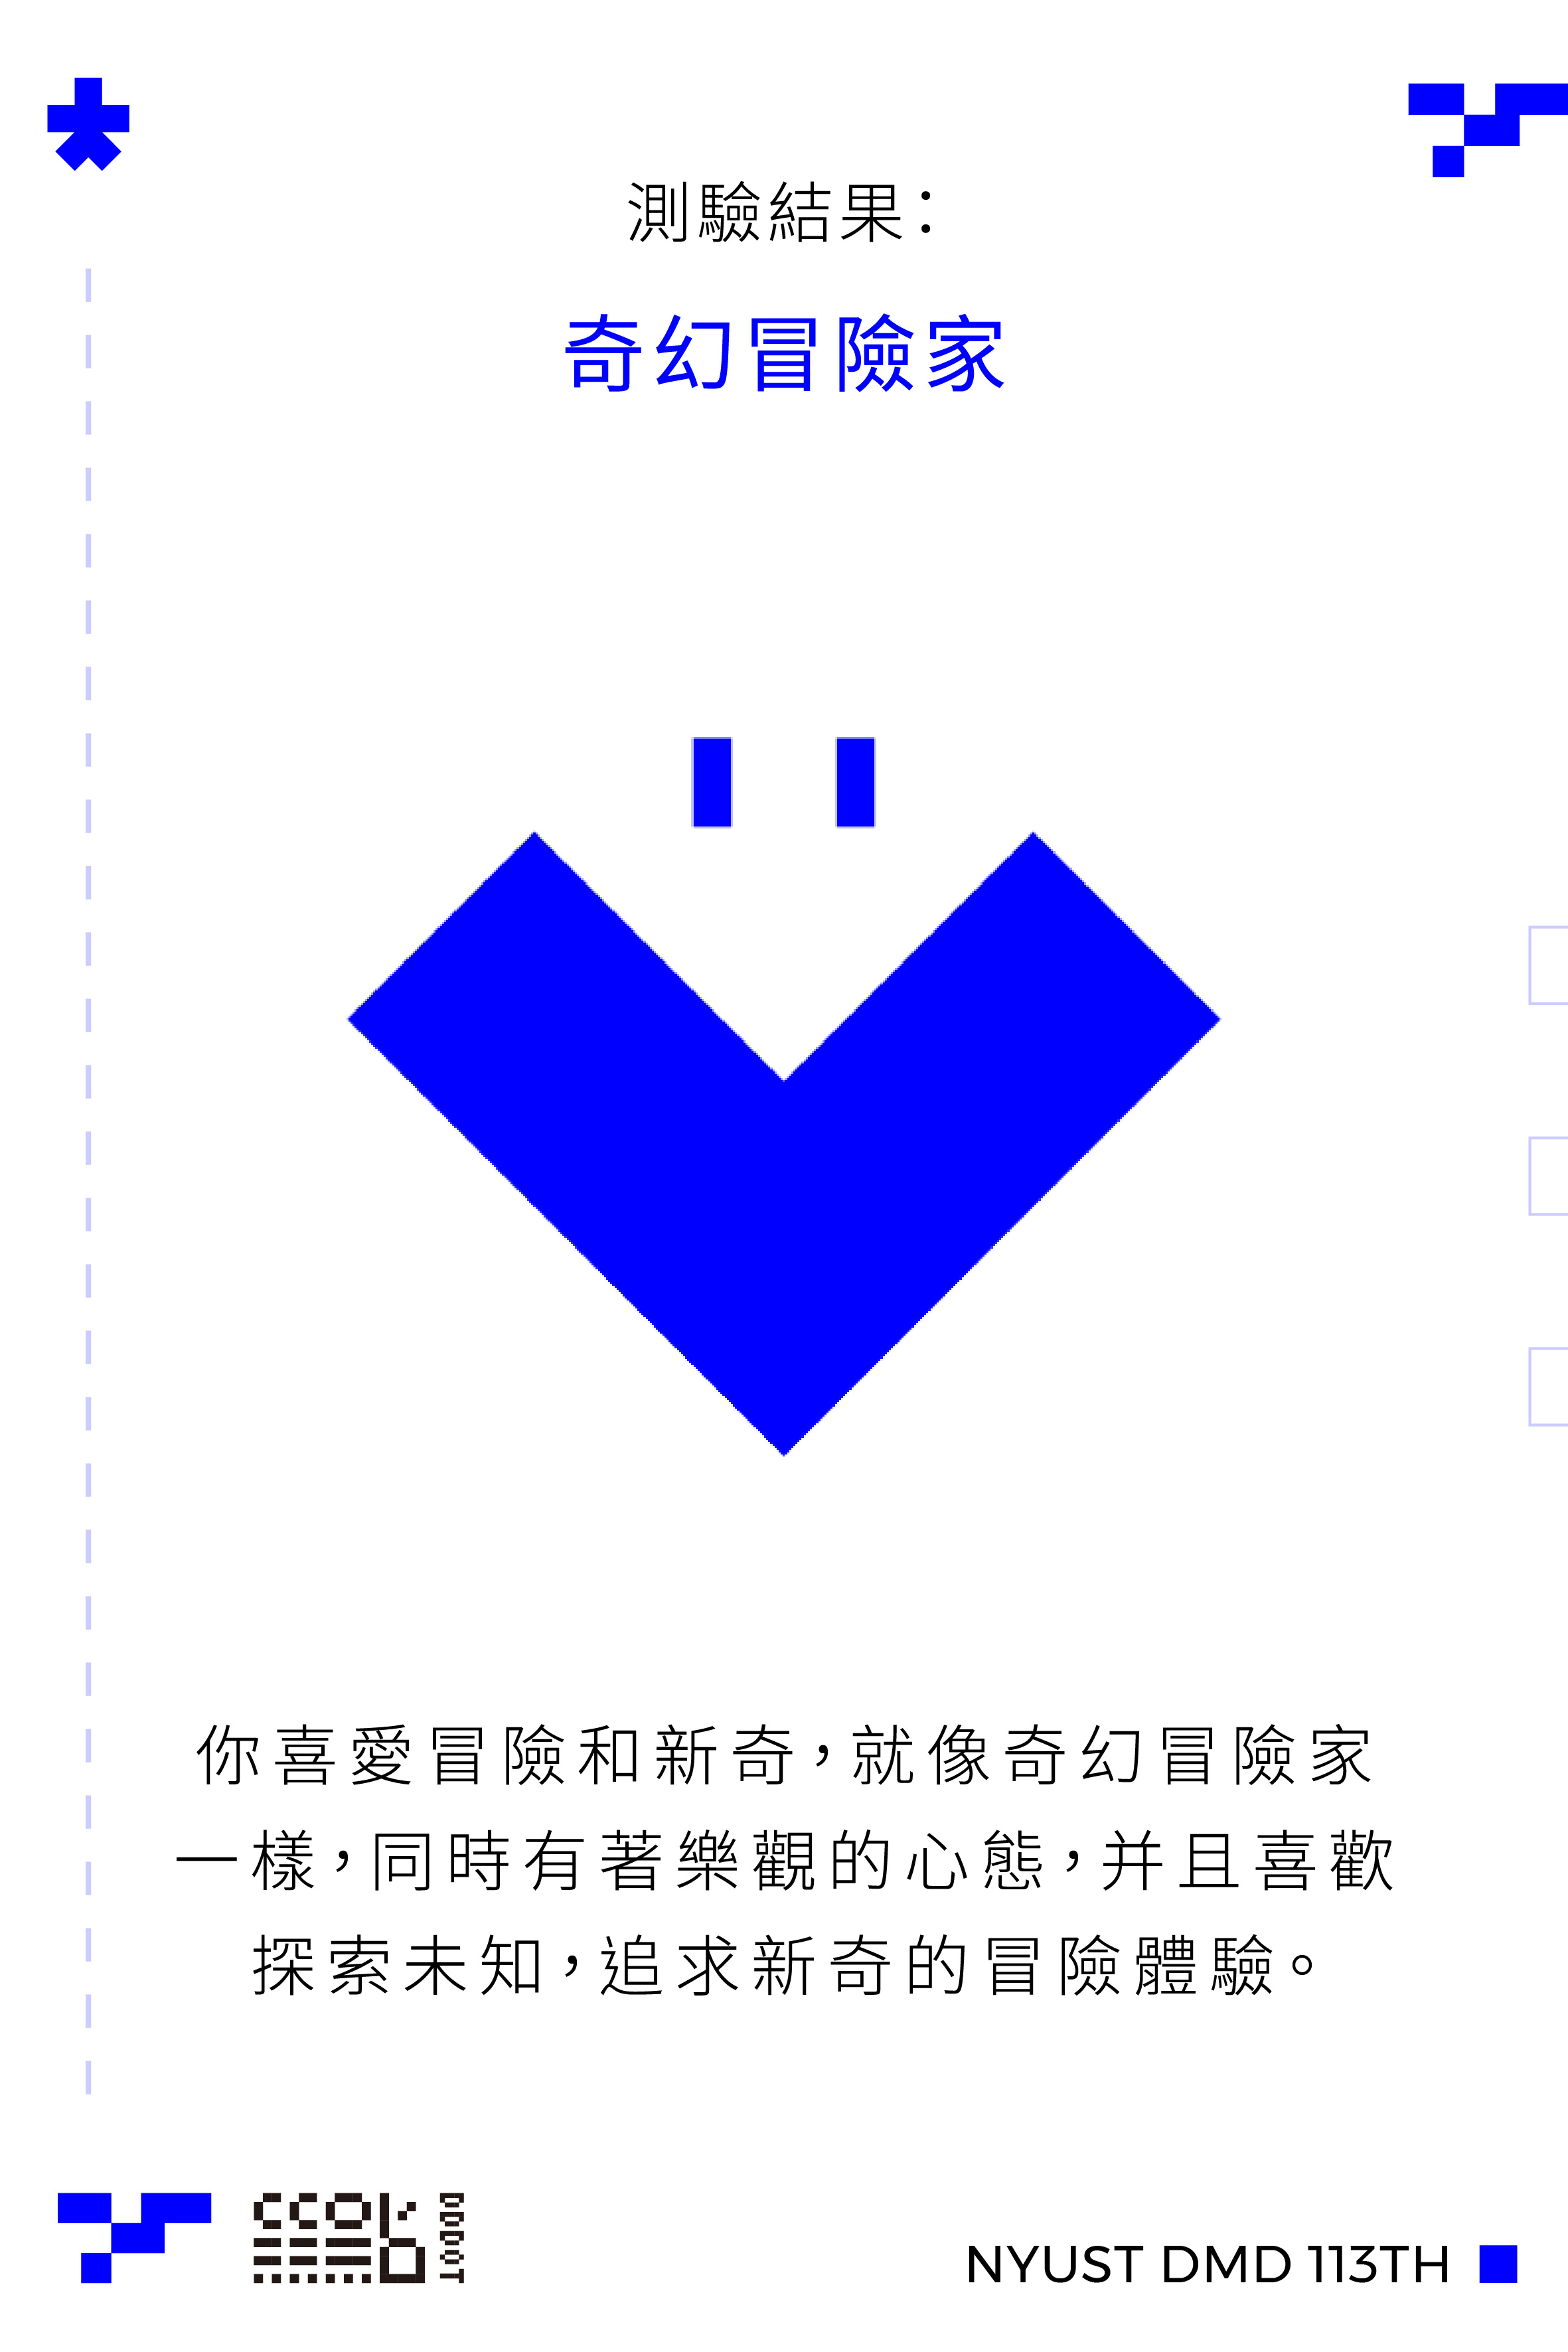 測驗結果：
奇幻冒險家
你喜愛冒險和新奇，就像奇幻冒險家
一樣，同時有著樂觀的心態，并且喜歡
探索未知，追求新奇的冒險體驗。
NYUST DMD 113TH